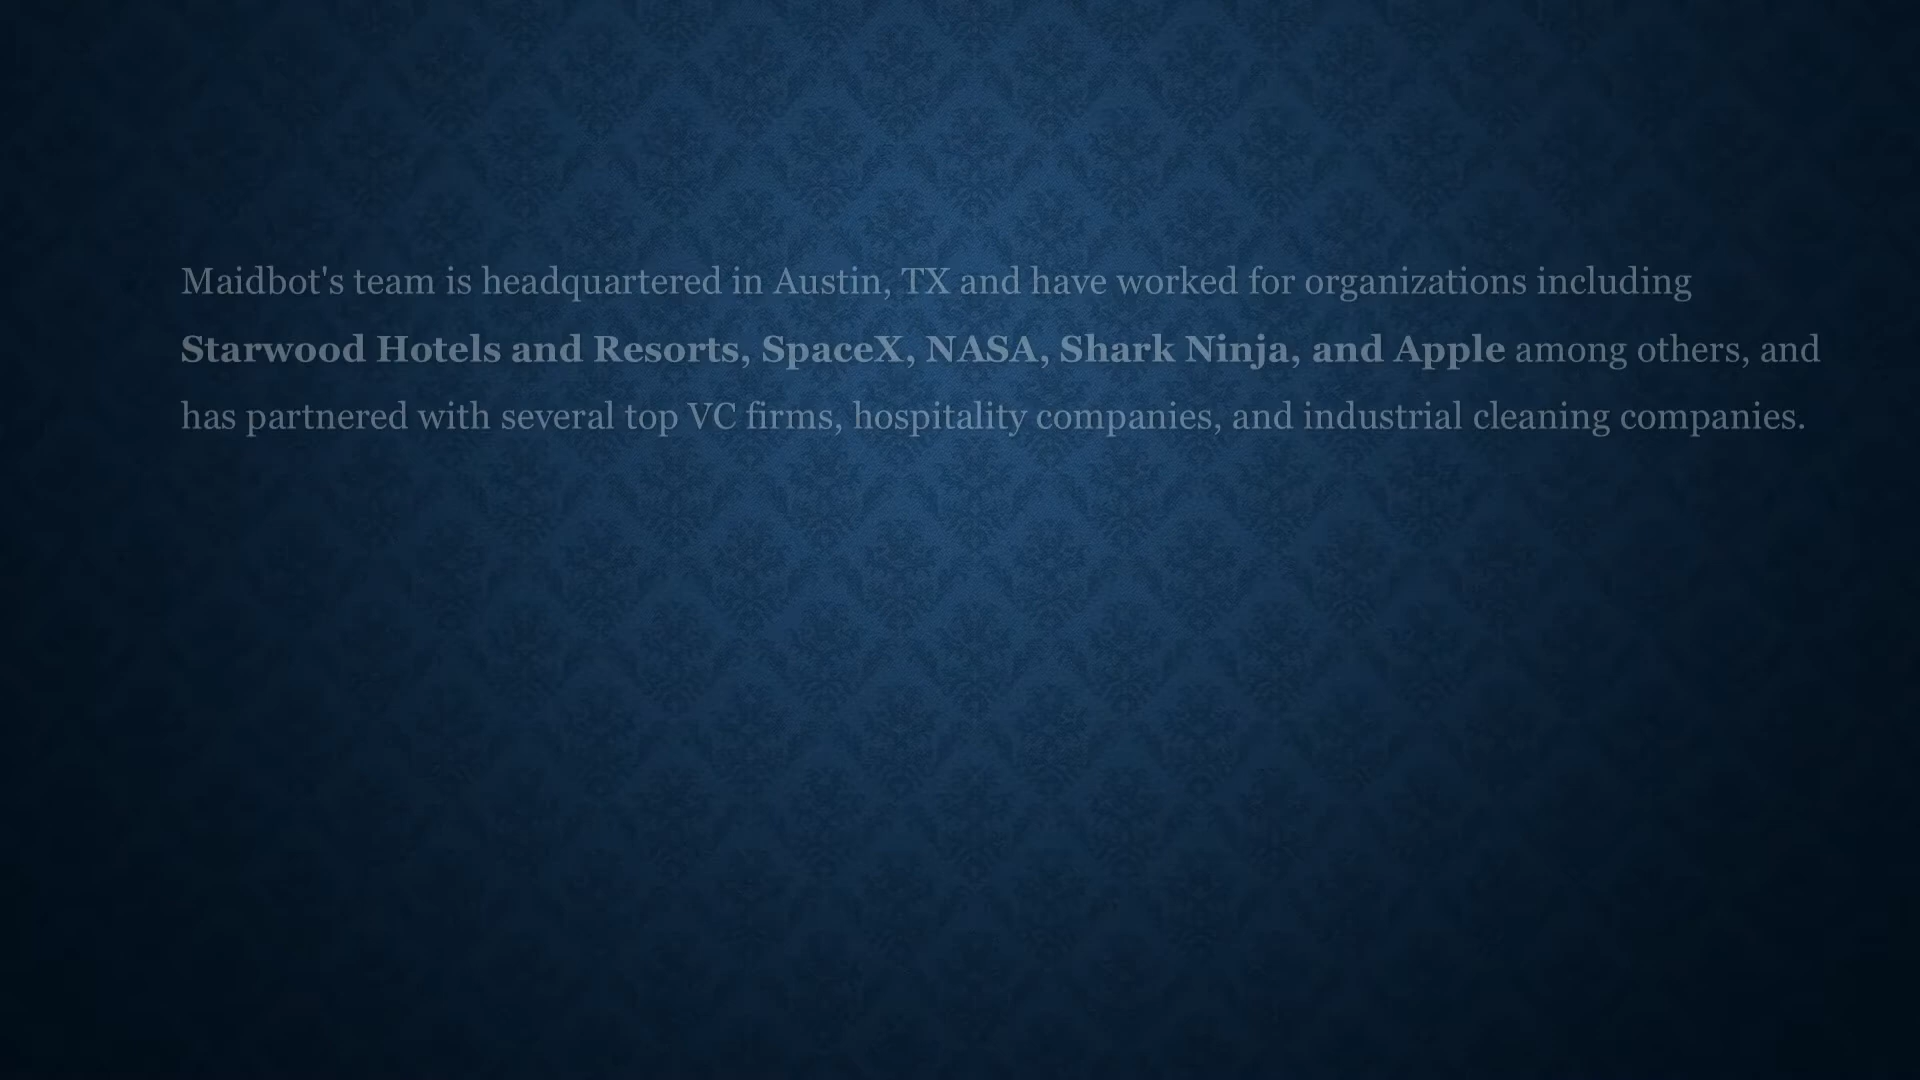 Maidbot's team is headquartered in Austin, TX and have worked for organizations including
Starwood Hotels and Resorts, SpaceX, NASA, Shark Ninja, and Apple among others, and
has partnered with several top VC firms, hospitality companies, and industrial cleaning companies.